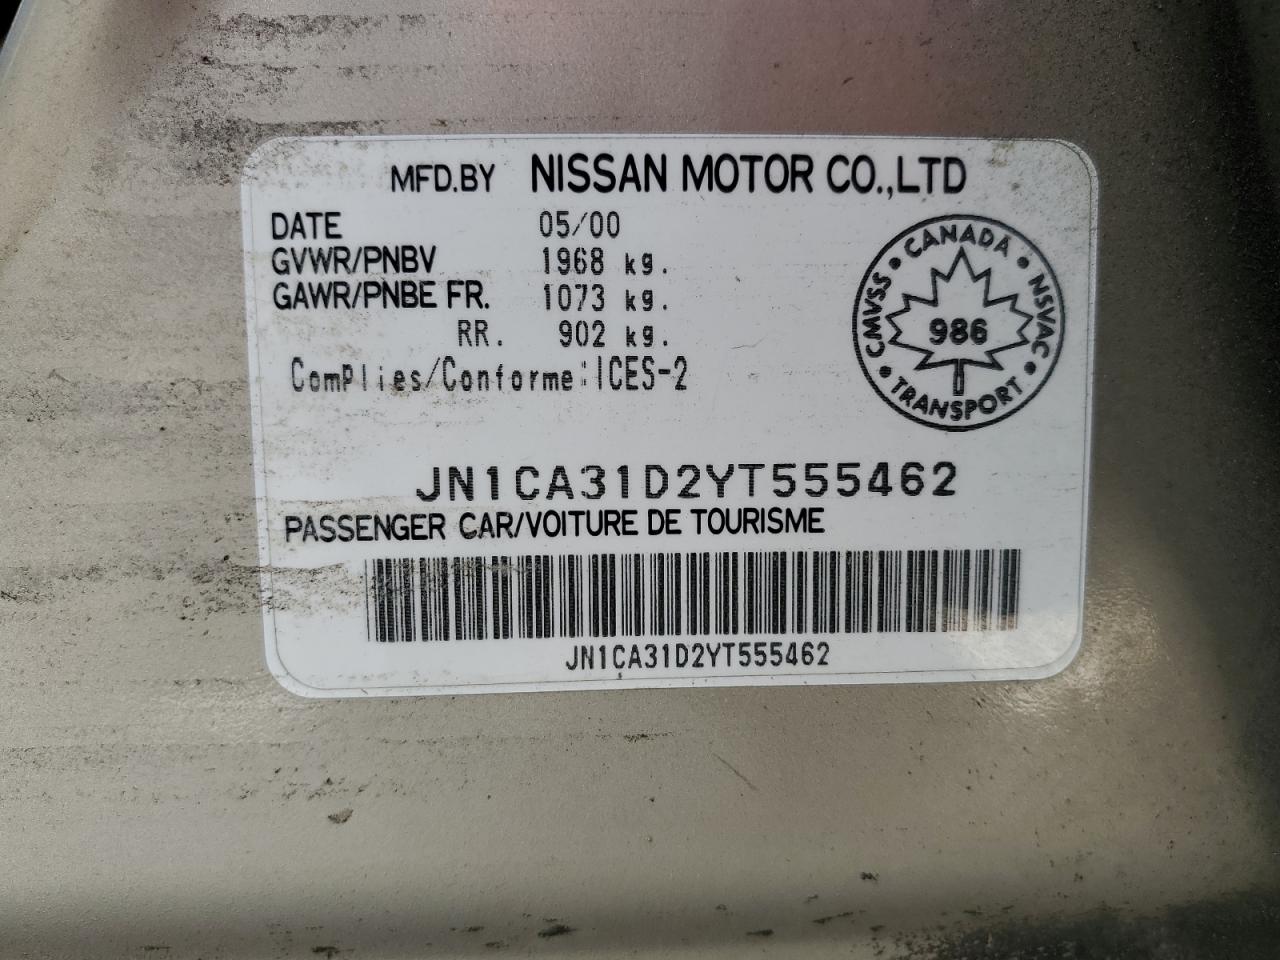 MFD.BY NISSAN MOTOR CO.,LTD
DATE 05/00
GVWR/PNBV 1968 kg.
GAWR/PNBE FR. 1073 kg.
RR. 902 kg.
ComPlies/Conforme:ICES-2
CANADA • NSVAC • TRANSPORT • CMVSS •
986
JN1CA31D2YT555462
PASSENGER CAR/VOITURE DE TOURISME
JN1CA31D2YT555462